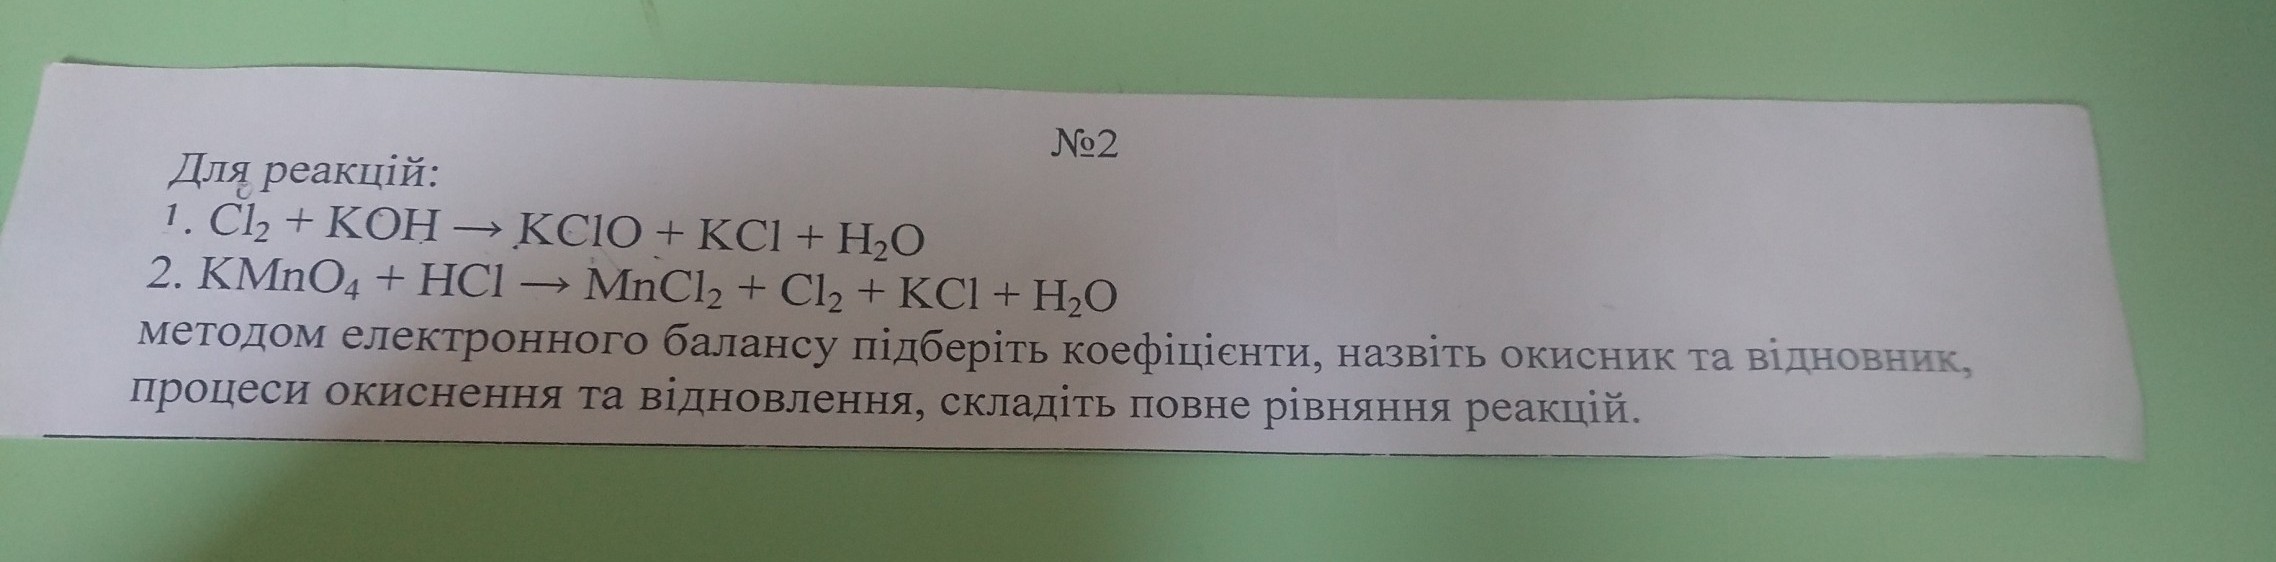 №2
Для реакцій:
1. Cl₂ + KOH → KClO + KCl + H₂O
2. KMnO₄ + HCl → MnCl₂ + Cl₂ + KCl + H₂O
методом електронного балансу підберіть коефіцієнти, назвіть окисник та відновник,
процеси окиснення та відновлення, складіть повне рівняння реакцій.